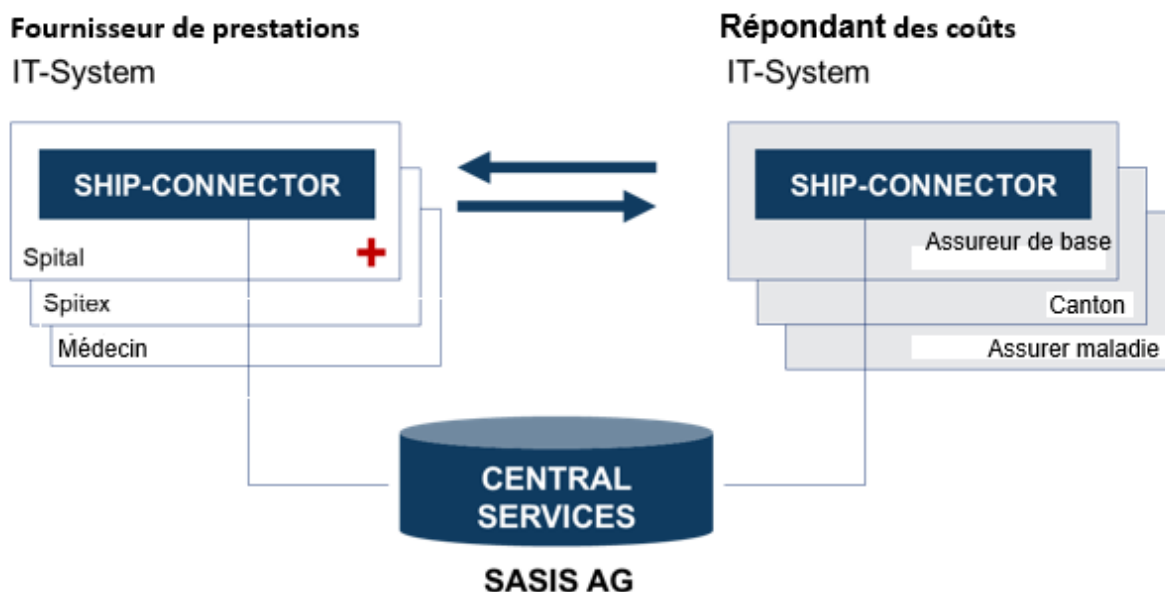 Fournisseur de prestations
IT-System
SHIP-CONNECTOR
Spital
Spitex
Médecin
Répondant des coûts
IT-System
SHIP-CONNECTOR
Assureur de base
Canton
Assurer maladie
CENTRAL
SERVICES
SASIS AG